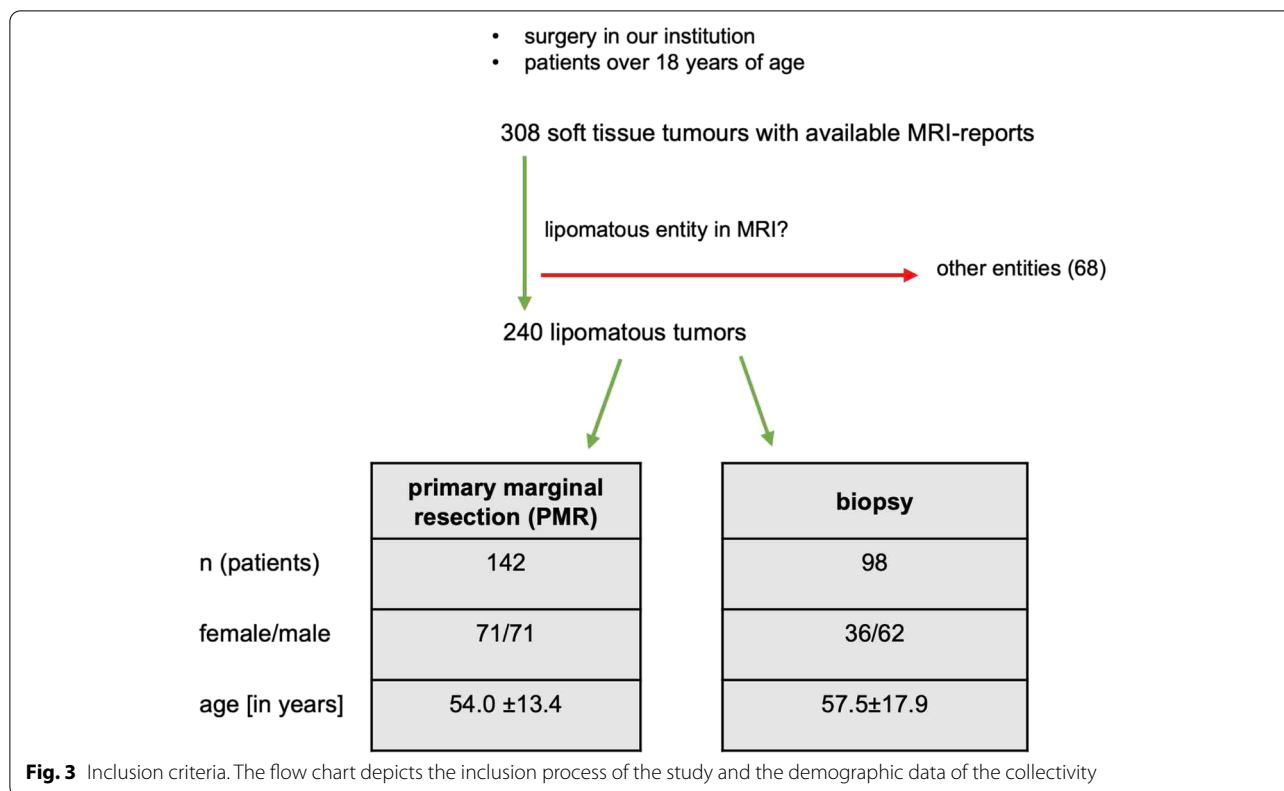 • surgery in our institution
• patients over 18 years of age
308 soft tissue tumours with available MRI-reports
lipomatous entity in MRI?
other entities (68)
240 lipomatous tumors
primary marginal
resection (PMR)
biopsy
n (patients) 142 98
female/male 71/71 36/62
age [in years] 54.0 ±13.4 57.5±17.9
Fig. 3 Inclusion criteria. The flow chart depicts the inclusion process of the study and the demographic data of the collectivity